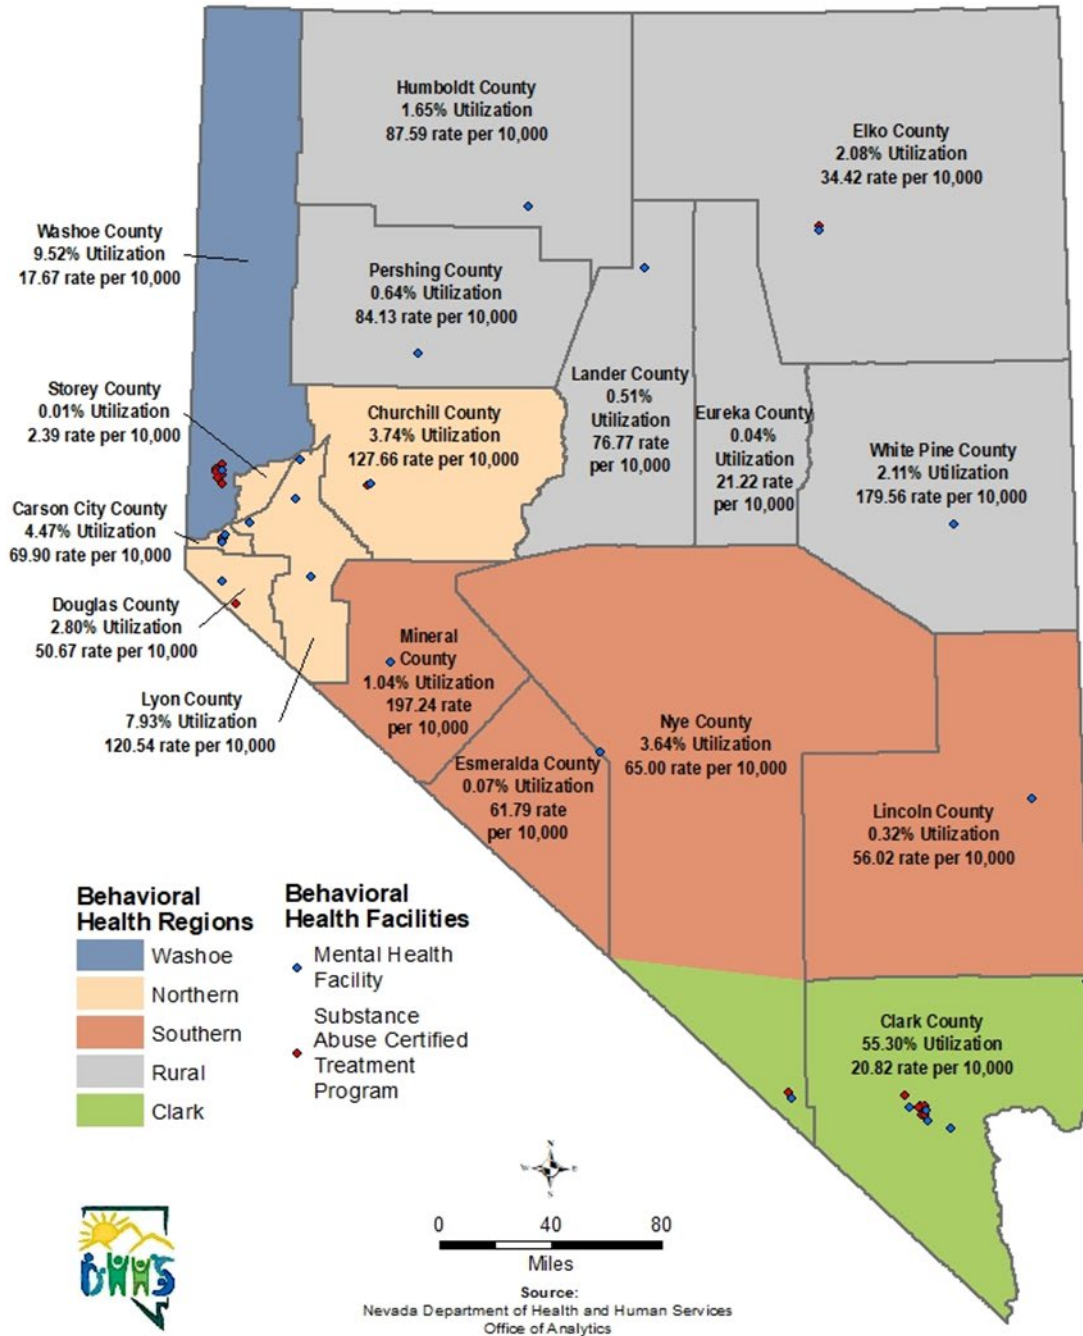 Humboldt County
1.65% Utilization
87.59 rate per 10,000
Elko County
2.08% Utilization
34.42 rate per 10,000
Washoe County
9.52% Utilization
17.67 rate per 10,000
Pershing County
0.64% Utilization
84.13 rate per 10,000
Storey County
0.01% Utilization
2.39 rate per 10,000
Churchill County
3.74% Utilization
127.66 rate per 10,000
Lander County
0.51%
Utilization
76.77 rate
per 10,000
Eureka County
0.04%
Utilization
21.22 rate
per 10,000
White Pine County
2.11% Utilization
179.56 rate per 10,000
Carson City County
4.47% Utilization
69.90 rate per 10,000
Douglas County
2.80% Utilization
50.67 rate per 10,000
Lyon County
7.93% Utilization
120.54 rate per 10,000
Mineral
County
1.04% Utilization
197.24 rate
per 10,000
Esmeralda County
0.07% Utilization
61.79 rate
per 10,000
Nye County
3.64% Utilization
65.00 rate per 10,000
Lincoln County
0.32% Utilization
56.02 rate per 10,000
Clark County
55.30% Utilization
20.82 rate per 10,000
Behavioral
Health Regions
Washoe
Northern
Southern
Rural
Clark
Behavioral
Health Facilities
Mental Health
Facility
Substance
Abuse Certified
Treatment
Program
N
W E
S
0 40 80
Miles
DHHS
Source:
Nevada Department of Health and Human Services
Office of Analytics